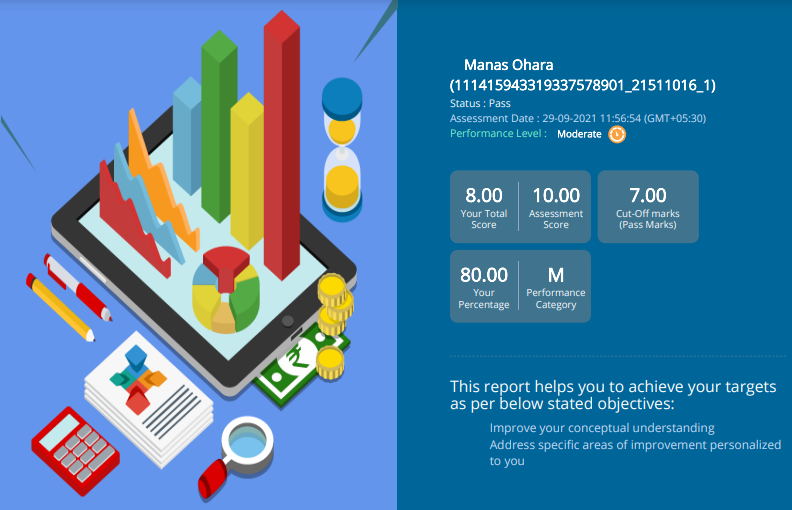 Manas Ohara
(111415943319337578901_21511016_1)
Status : Pass
Assessment Date : 29-09-2021 11:56:54 (GMT+05:30)
Performance Level : Moderate
8.00
Your Total
Score
10.00
Assessment
Score
7.00
Cut-Off marks
(Pass Marks)
80.00
Your
Percentage
M
Performance
Category
This report helps you to achieve your targets
as per below stated objectives:
Improve your conceptual understanding
Address specific areas of improvement personalized
to you